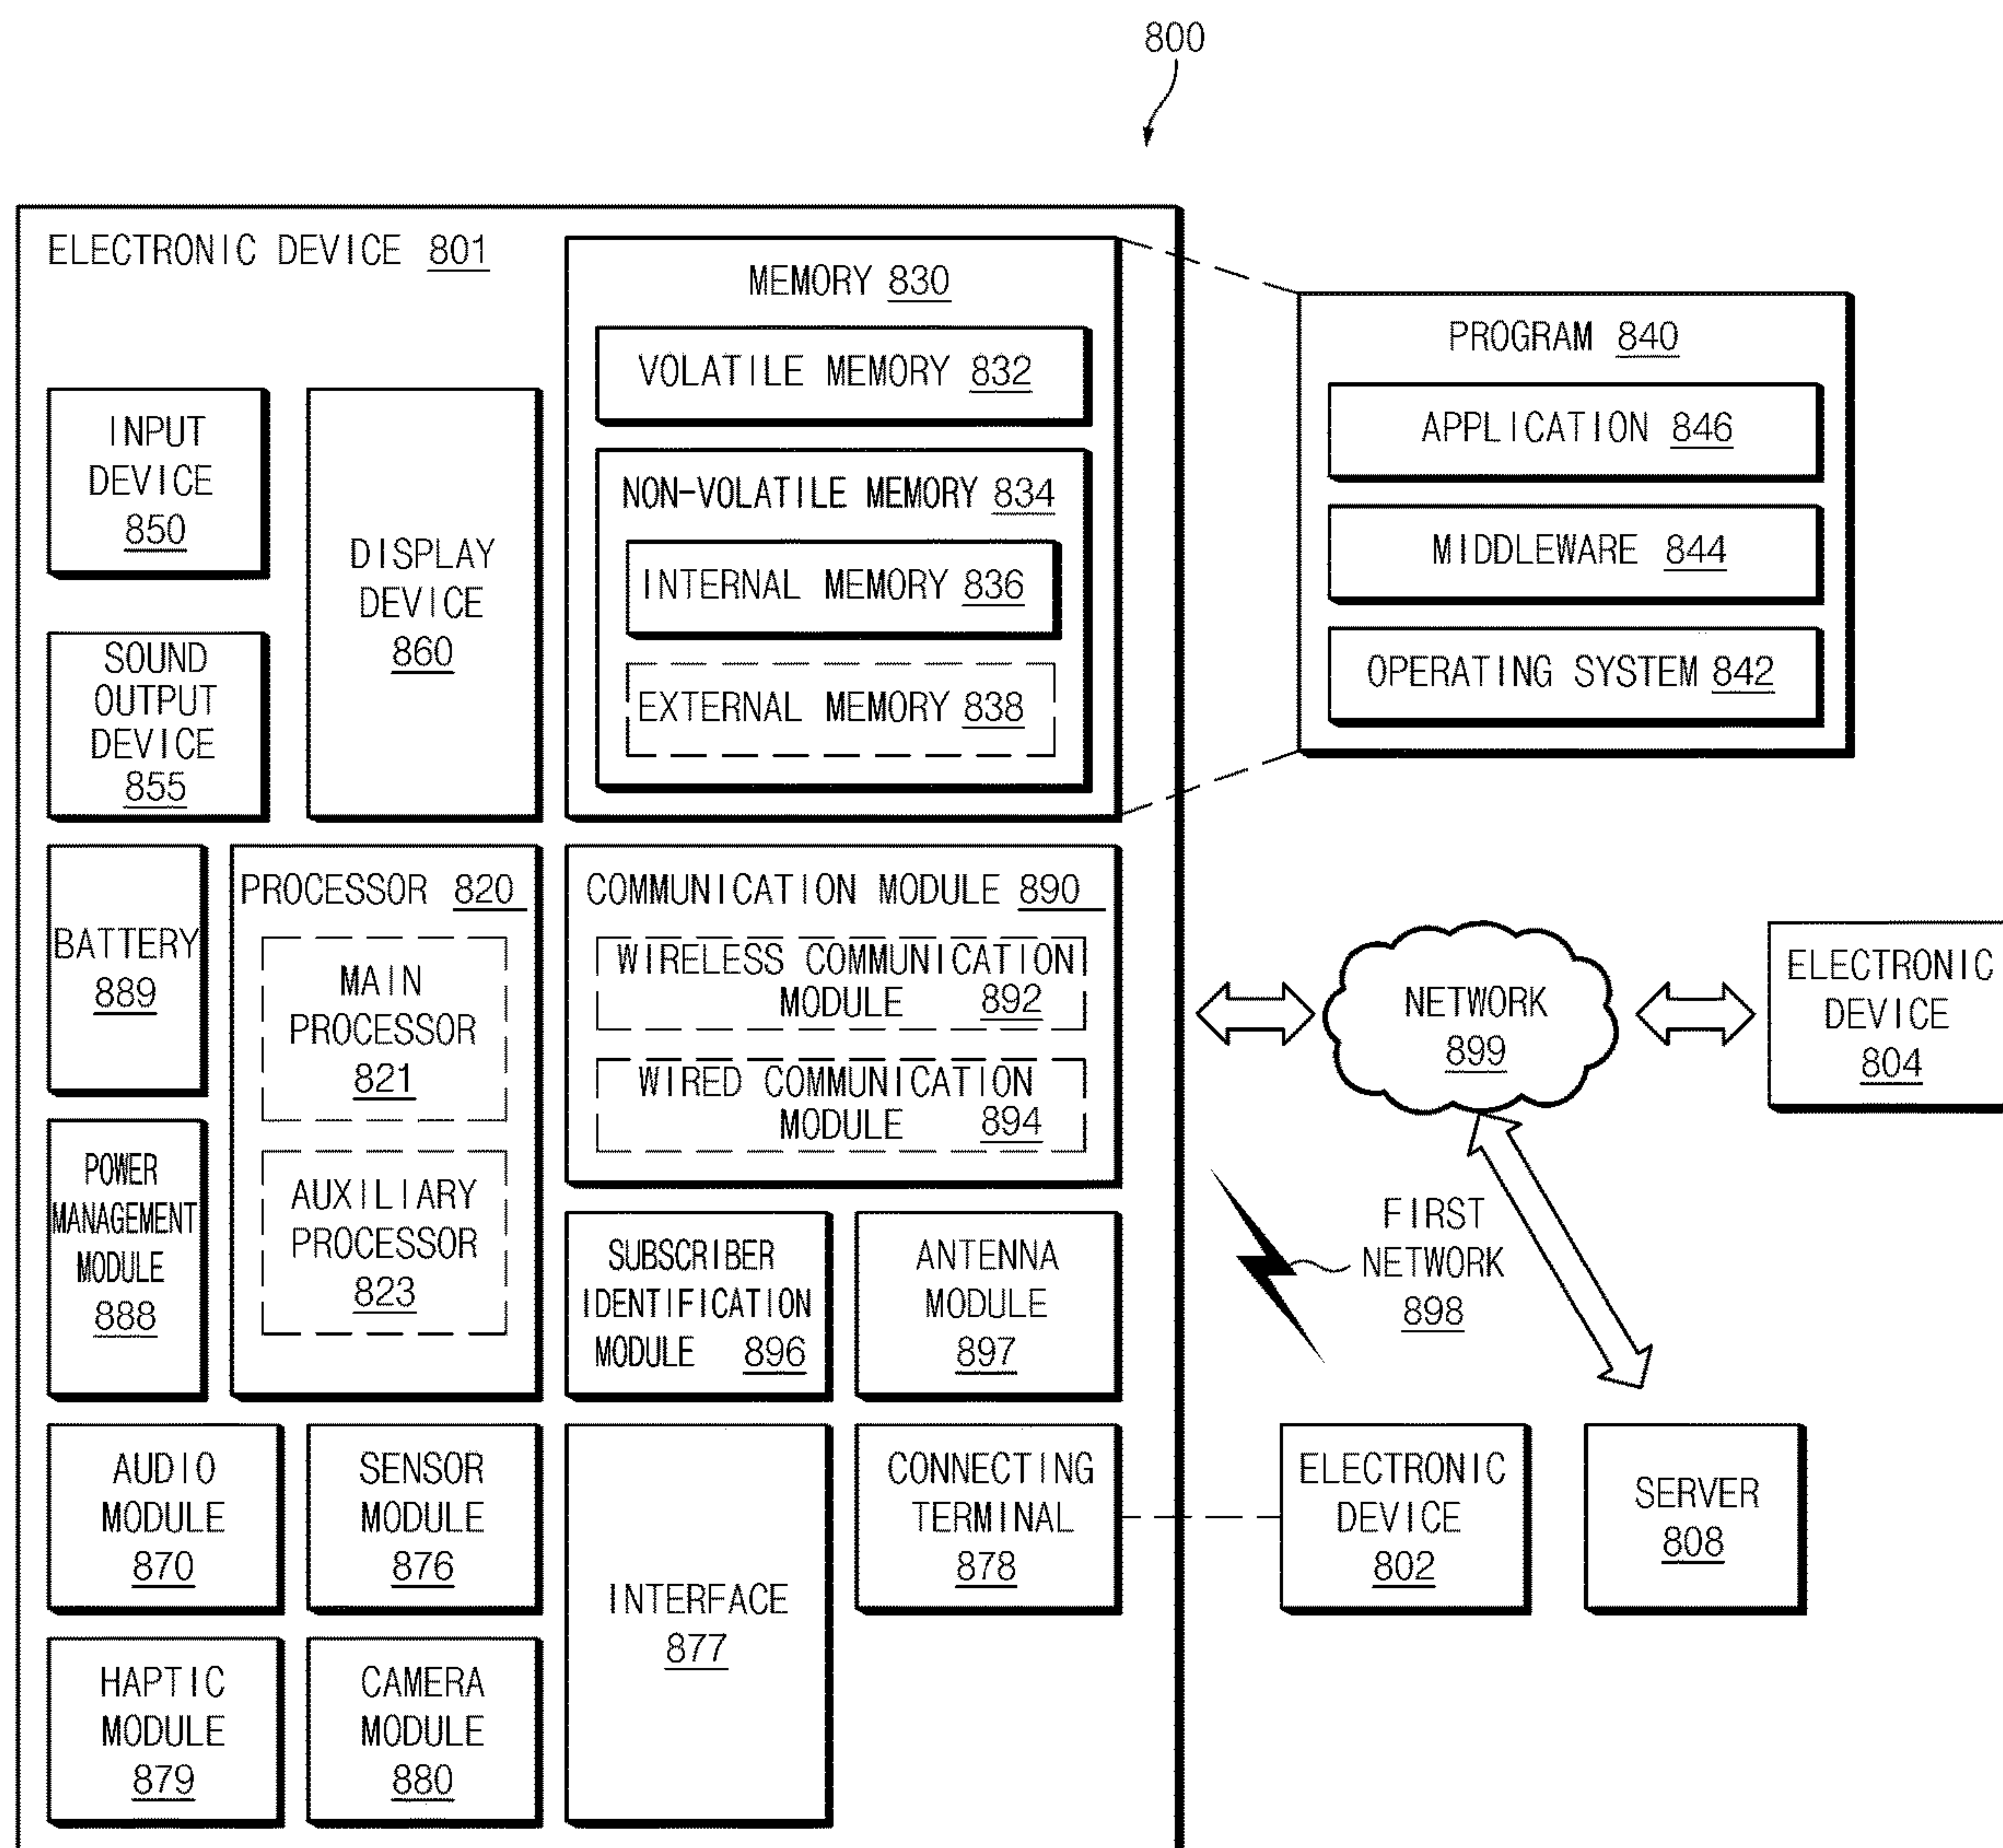 800
ELECTRONIC DEVICE 801
MEMORY 830
VOLATILE MEMORY 832
NON-VOLATILE MEMORY 834
INTERNAL MEMORY 836
EXTERNAL MEMORY 838
PROGRAM 840
APPLICATION 846
MIDDLEWARE 844
OPERATING SYSTEM 842
INPUT
DEVICE
850
SOUND
OUTPUT
DEVICE
855
DISPLAY
DEVICE
860
BATTERY
889
POWER
MANAGEMENT
MODULE
888
PROCESSOR 820
MAIN
PROCESSOR
821
AUXILIARY
PROCESSOR
823
COMMUNICATION MODULE 890
WIRELESS COMMUNICATION
MODULE 892
WIRED COMMUNICATION
MODULE 894
SUBSCRIBER
IDENTIFICATION
MODULE 896
ANTENNA
MODULE
897
NETWORK
899
ELECTRONIC
DEVICE
804
FIRST
NETWORK
898
AUDIO
MODULE
870
SENSOR
MODULE
876
INTERFACE
877
CONNECTING
TERMINAL
878
ELECTRONIC
DEVICE
802
SERVER
808
HAPTIC
MODULE
879
CAMERA
MODULE
880